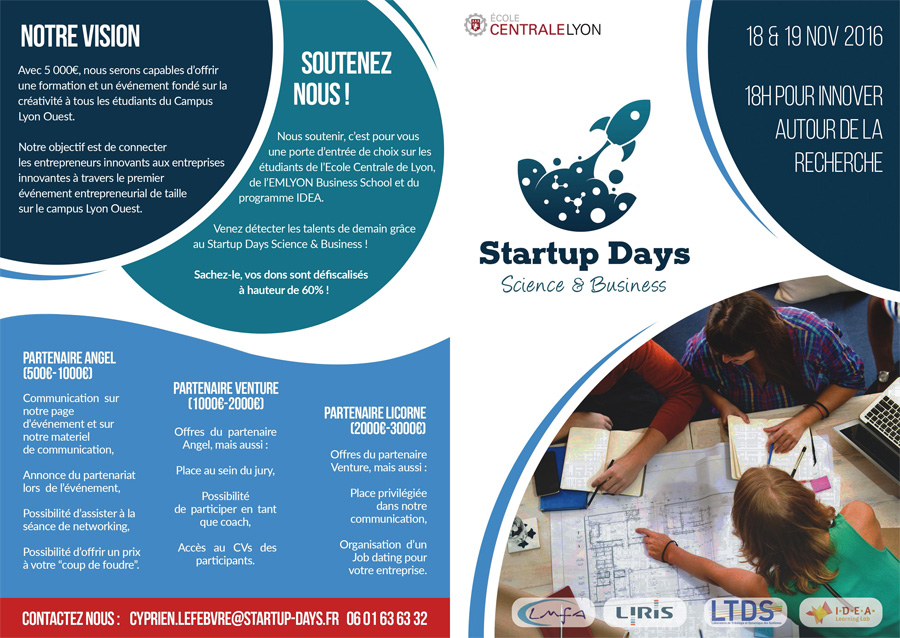 NOTRE VISION
Avec 5 000€, nous serons capables d'offrir
une formation et un événement fondé sur la
créativité à tous les étudiants du Campus
Lyon Ouest.
Notre objectif est de connecter
les entrepreneurs innovants aux entreprises
innovantes à travers le premier
événement entrepreneurial de taille
sur le campus Lyon Ouest.
SOUTENEZ
NOUS !
Nous soutenir, c'est pour vous
une porte d'entrée de choix sur les
étudiants de l'Ecole Centrale de Lyon,
de l'EMLYON Business School et du
programme IDEA.
Venez détecter les talents de demain grâce
au Startup Days Science & Business !
Sachez-le, vos dons sont défiscalisés
à hauteur de 60% !
PARTENAIRE ANGEL
(500€-1000€)
Communication sur
notre page
d'événement et sur
notre materiel
de communication,
Annonce du partenariat
lors de l'événement,
Possibilité d'assister à la
séance de networking,
Possibilité d'offrir un prix
à votre "coup de foudre".
PARTENAIRE VENTURE
(1000€-2000€)
Offres du partenaire
Angel, mais aussi :
Place au sein du jury,
Possibilité
de participer en tant
que coach,
Accès au CVs des
participants.
PARTENAIRE LICORNE
(2000€-3000€)
Offres du partenaire
Venture, mais aussi :
Place privilégiée
dans notre
communication,
Organisation d'un
Job dating pour
votre entreprise.
CONTACTEZ NOUS : CYPRIEN.LEFEBVRE@STARTUP-DAYS.FR 06 01 63 63 32
ÉCOLE
CENTRALELYON
18 & 19 NOV 2016
18H POUR INNOVER
AUTOUR DE LA
RECHERCHE
Startup Days
Science & Business
LMFA
LIRIS
LTDS
I·D·E·A·
Learning Lab